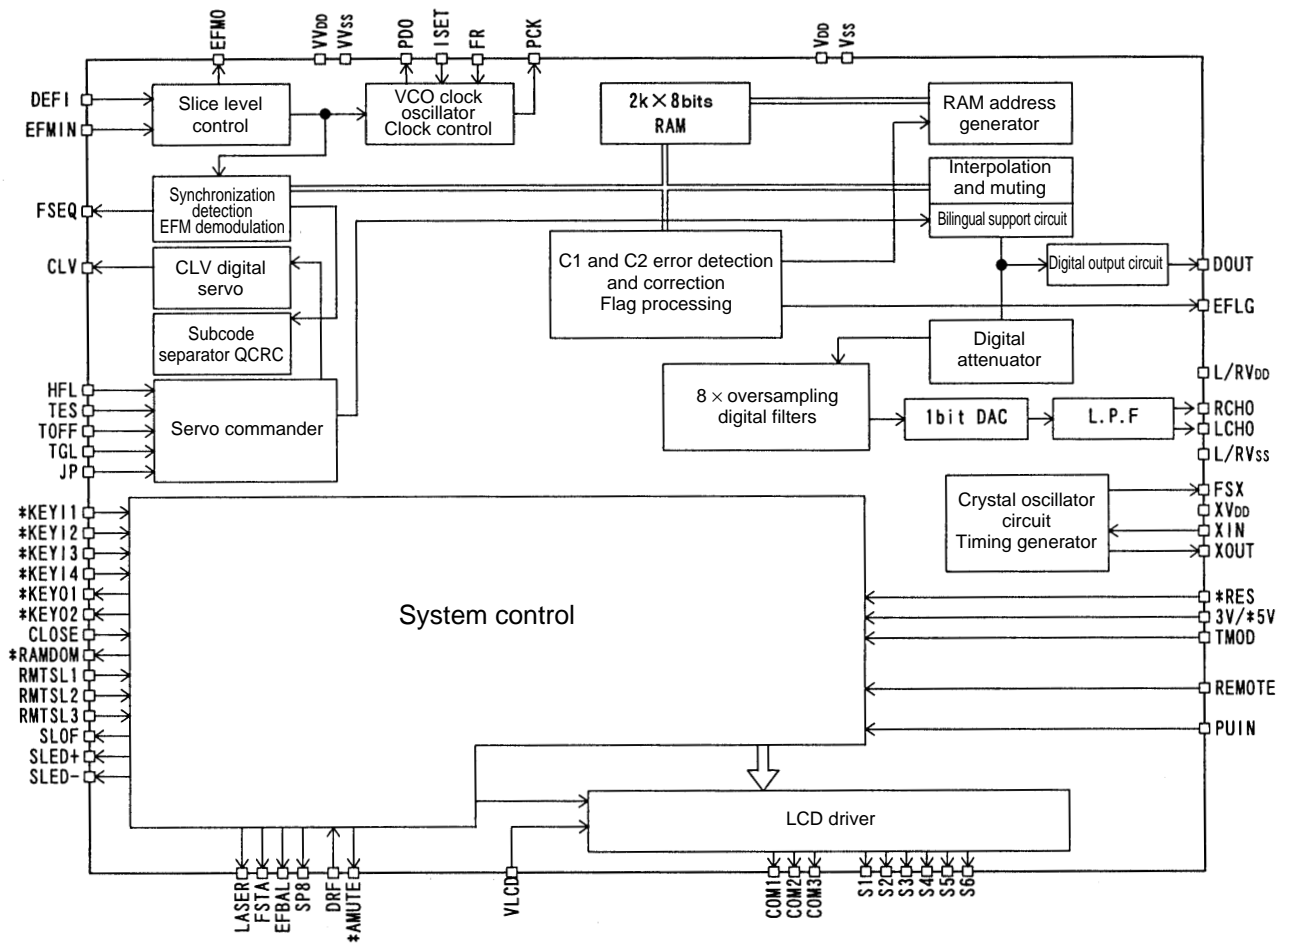 EFMO
VVDD
VVSS
PDO
ISET
FR
PCK
VDD
VSS
DEFI
EFMIN
Slice level
control
VCO clock
oscillator
Clock control
2k × 8bits
RAM
RAM address
generator
FSEQ
Synchronization
detection
EFM demodulation
Interpolation
and muting
Bilingual support circuit
CLV
CLV digital
servo
C1 and C2 error detection
and correction
Flag processing
Digital output circuit
DOUT
EFLG
Subcode
separator QCRC
Digital
attenuator
HFL
TES
TOFF
TGL
JP
Servo commander
8 × oversampling
digital filters
1bit DAC
L.P.F
L/RVDD
RCHO
LCHO
L/RVSS
Crystal oscillator
circuit
Timing generator
FSX
XVDD
XIN
XOUT
*KEYI1
*KEYI2
*KEYI3
*KEYI4
*KEYO1
*KEYO2
CLOSE
*RAMDOM
RMTSL1
RMTSL2
RMTSL3
SLOF
SLED+
SLED-
System control
*RES
3V/*5V
TMOD
REMOTE
PUIN
LCD driver
LASER
FSTA
EFBAL
SP8
DRF
*AMUTE
VLCD
COM1
COM2
COM3
S1
S2
S3
S4
S5
S6